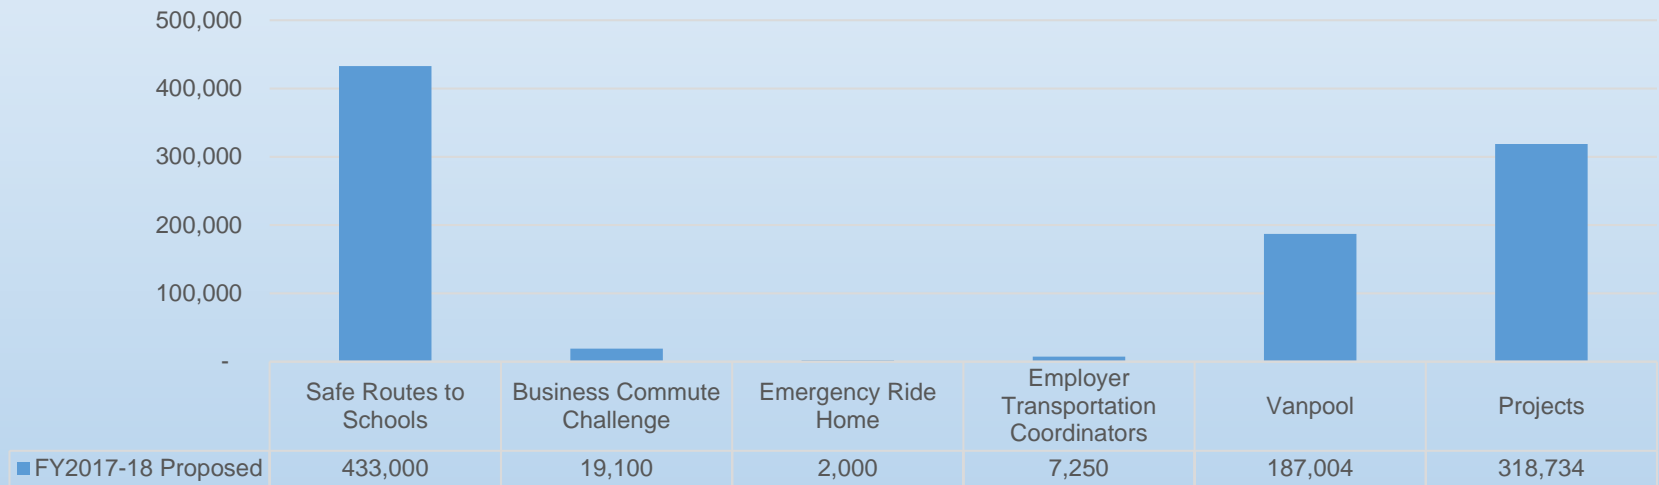 500,000
400,000
300,000
200,000
100,000
-
Safe Routes to
Schools
Business Commute
Challenge
Emergency Ride
Home
Employer
Transportation
Coordinators
Vanpool
Projects
FY2017-18 Proposed 433,000 19,100 2,000 7,250 187,004 318,734